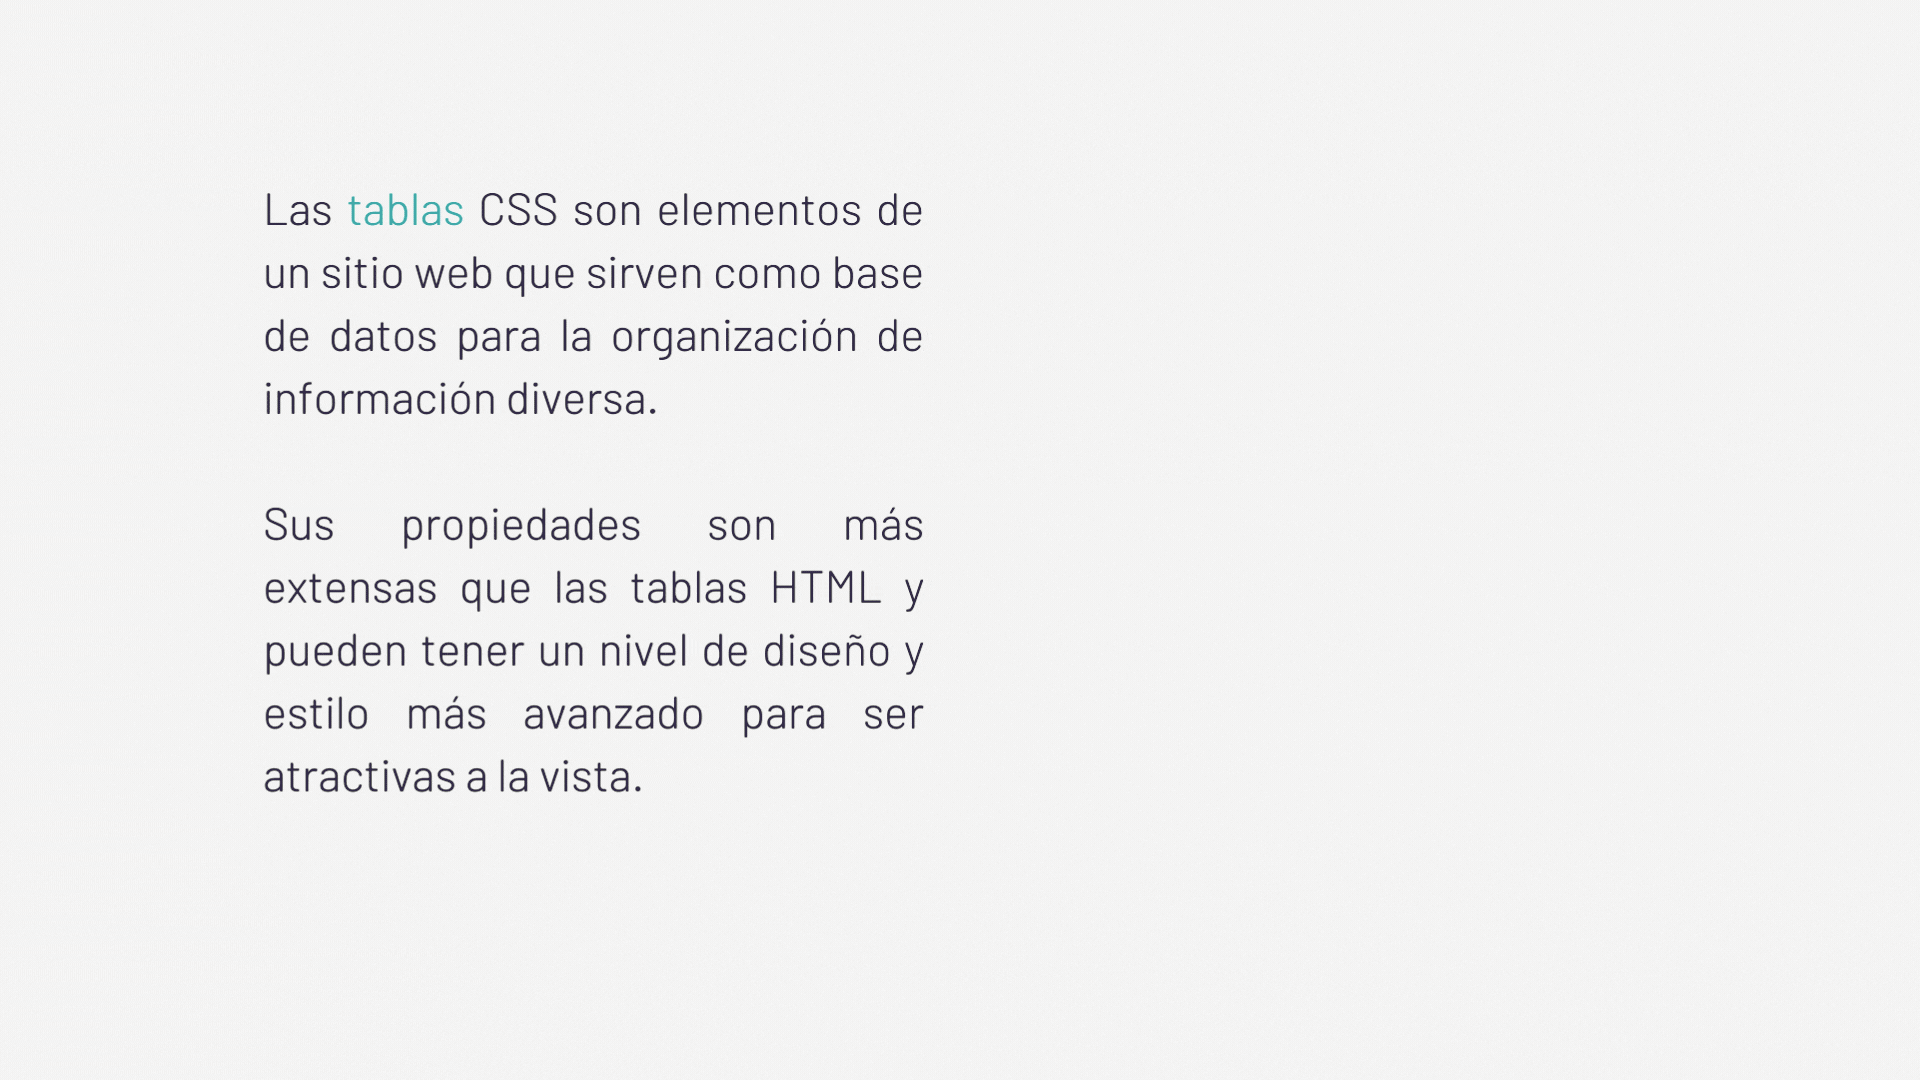 Las tablas CSS son elementos de
un sitio web que sirven como base
de datos para la organización de
información diversa.
Sus propiedades son más
extensas que las tablas HTML y
pueden tener un nivel de diseño y
estilo más avanzado para ser
atractivas a la vista.